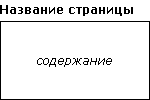 Название страницы
содержание